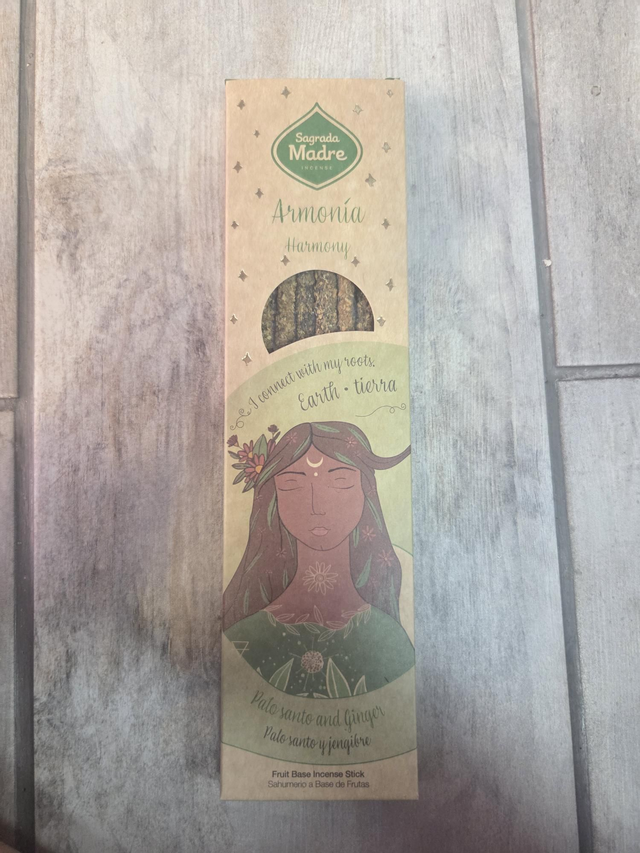 Sagrada
Madre
INCENSE
Armonía
Harmony
I connect with my roots.
Earth • tierra
Palo santo and Ginger
Palo santo y jengibre
Fruit Base Incense Stick
Sahumerio a Base de Frutas